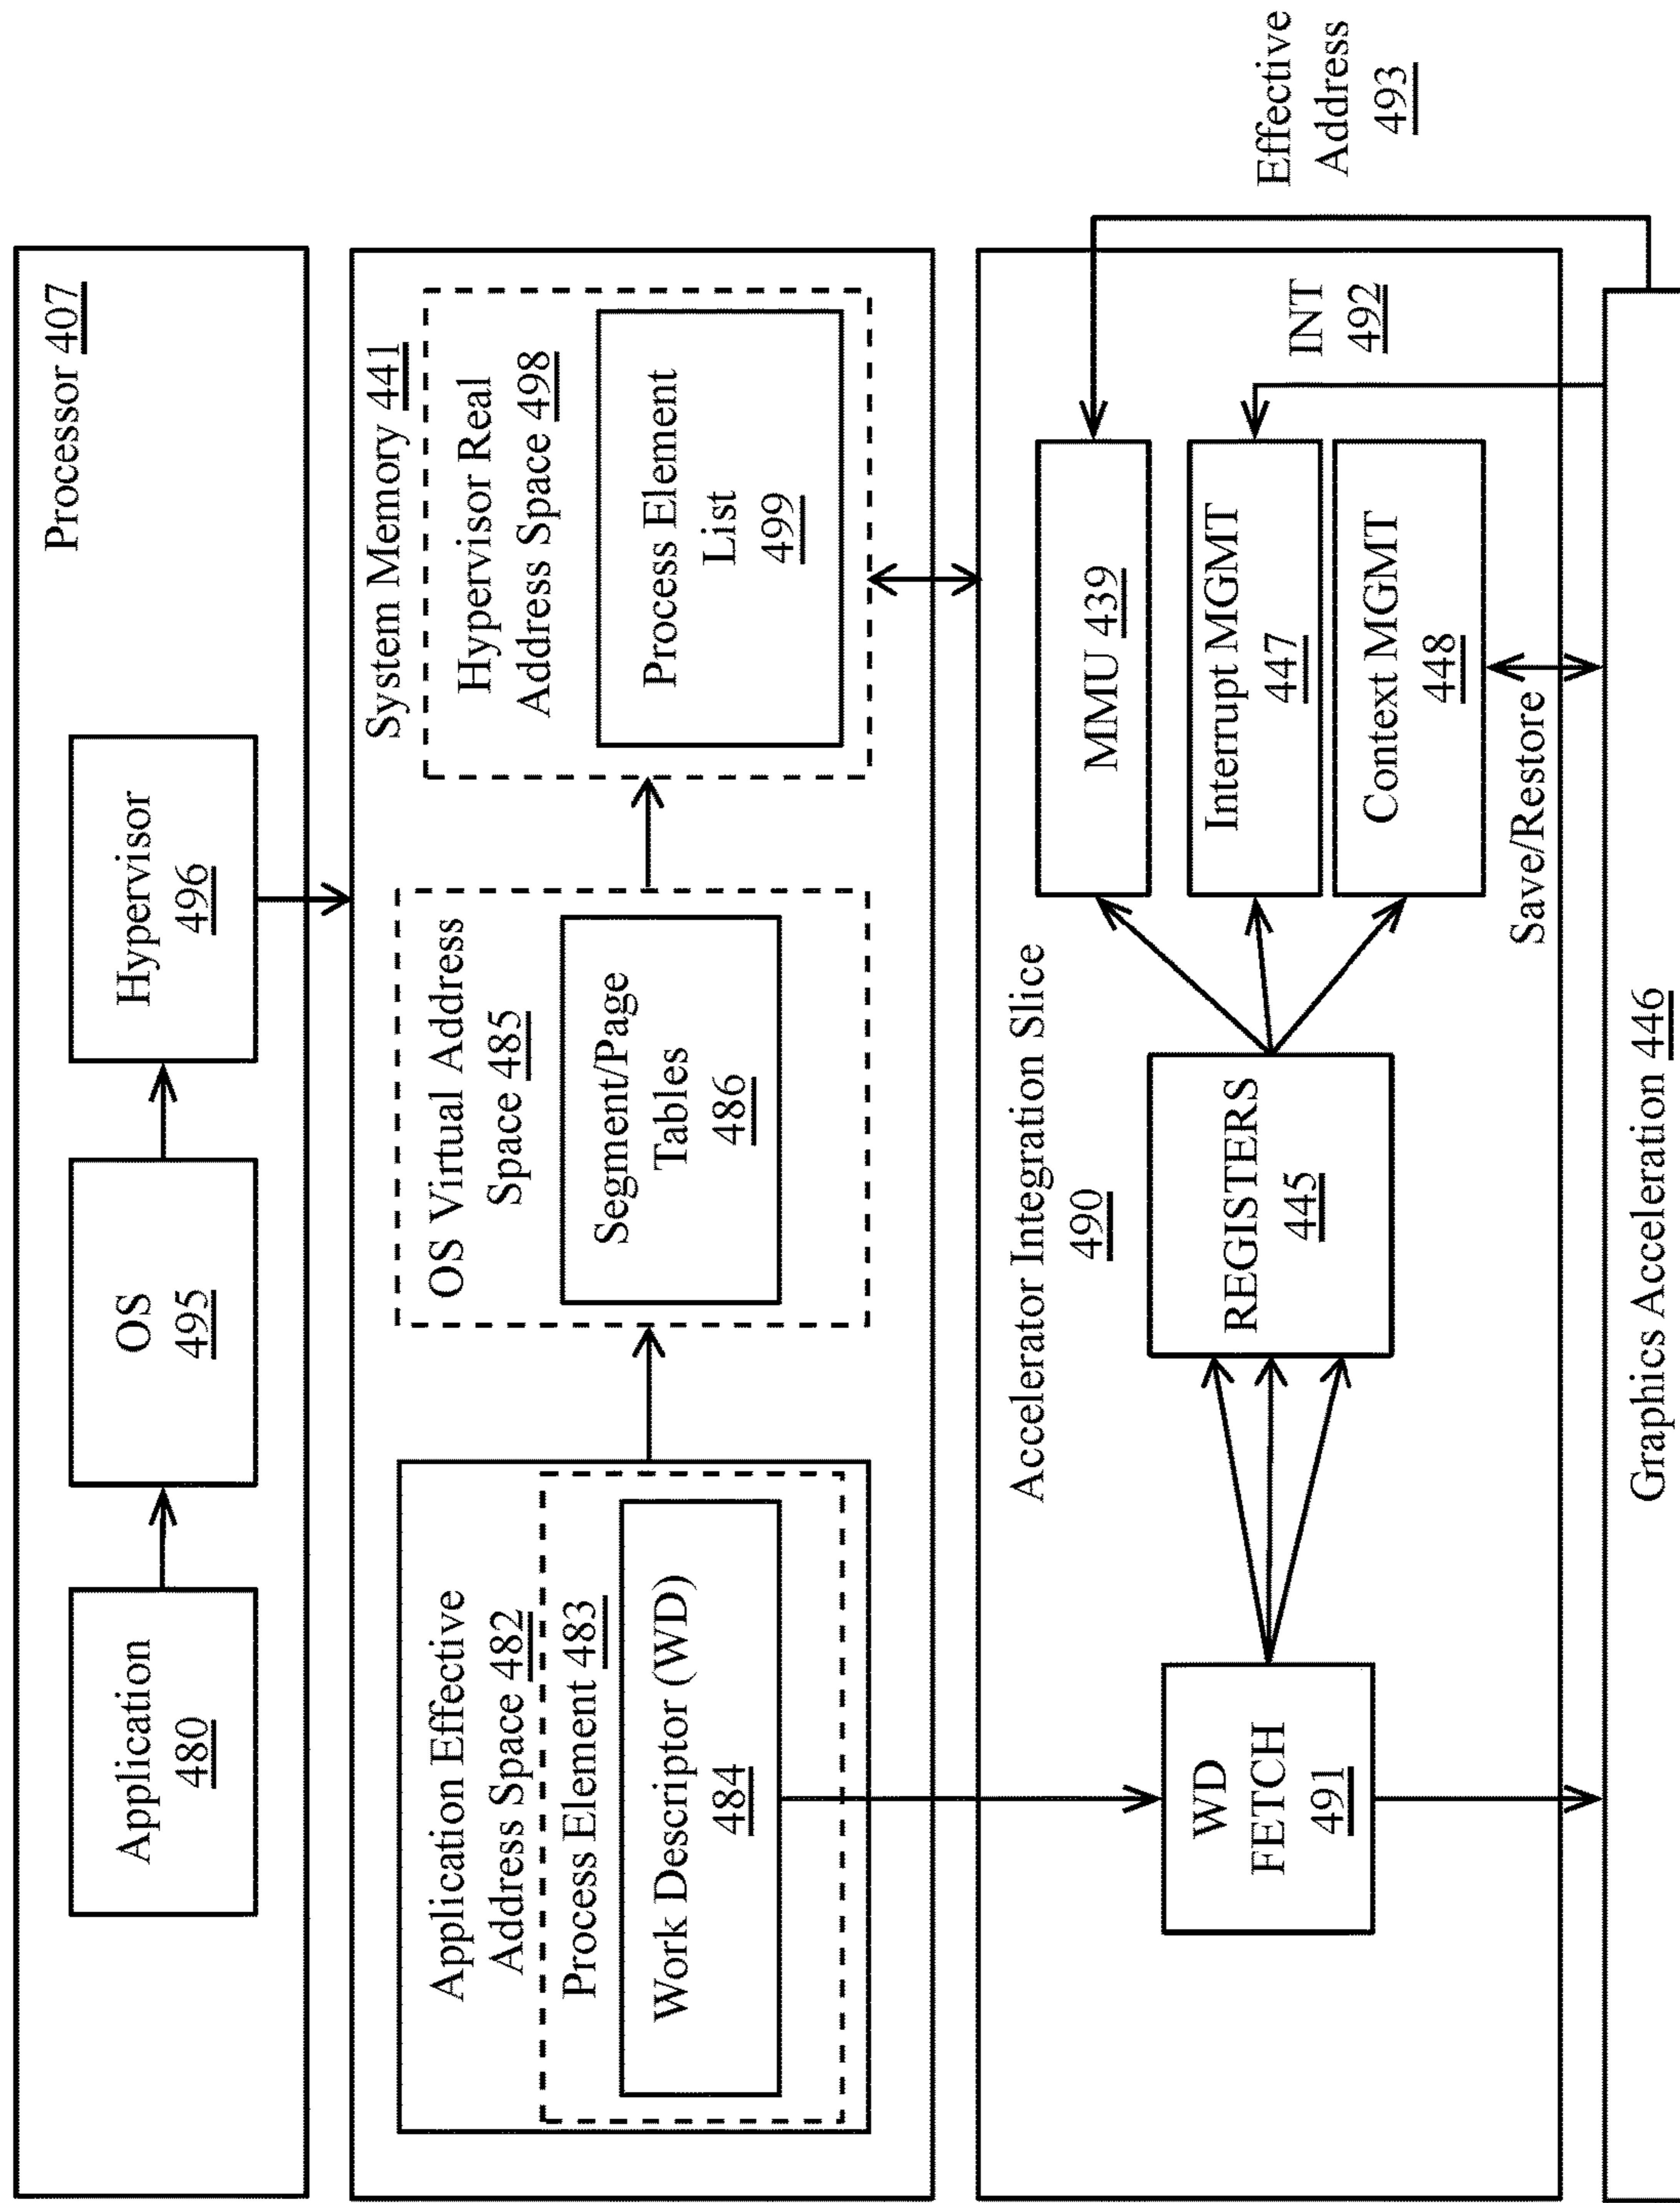 Processor 407
Application
480
OS
495
Hypervisor
496
System Memory 441
Application Effective
Address Space 482
Process Element 483
Work Descriptor (WD)
484
OS Virtual Address
Space 485
Segment/Page
Tables
486
Hypervisor Real
Address Space 498
Process Element
List
499
Accelerator Integration Slice
490
WD
FETCH
491
REGISTERS
445
MMU 439
Interrupt MGMT
447
Context MGMT
448
INT
492
Effective
Address
493
Save/Restore
Graphics Acceleration 446